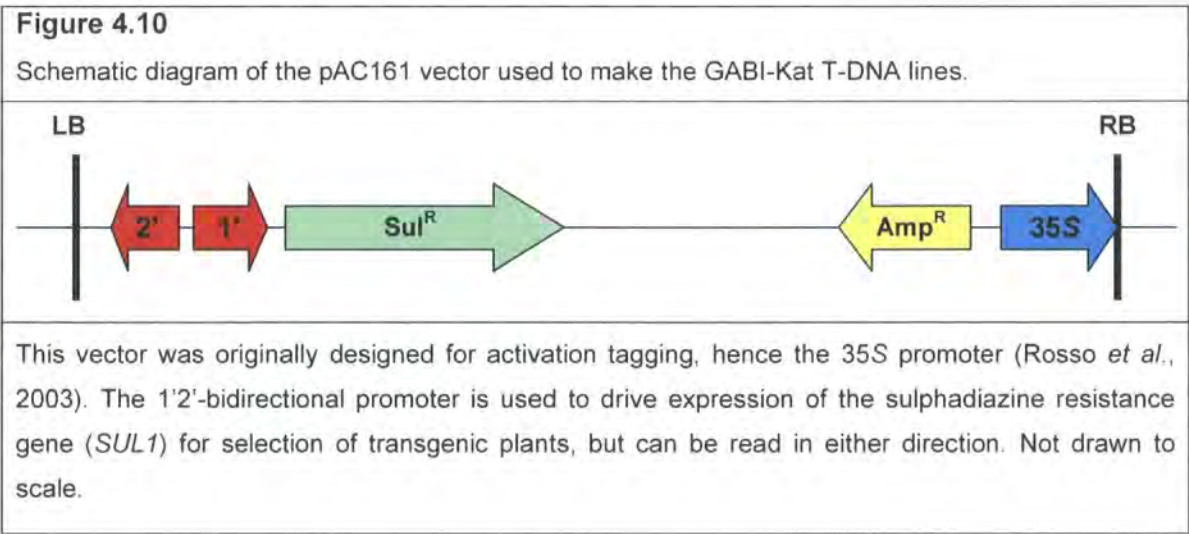 Figure 4.10
Schematic diagram of the pAC161 vector used to make the GABI-Kat T-DNA lines.
LB RB
2' 1' Sul^R Amp^R 35S
This vector was originally designed for activation tagging, hence the 35S promoter (Rosso et al.,
2003). The 1'2'-bidirectional promoter is used to drive expression of the sulphadiazine resistance
gene (SUL1) for selection of transgenic plants, but can be read in either direction. Not drawn to
scale.